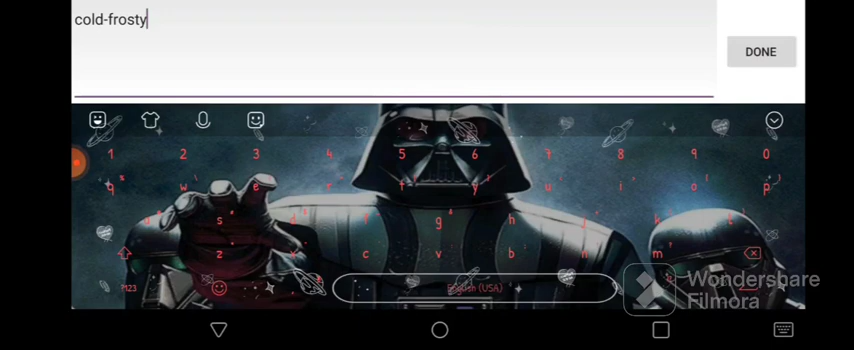 cold-frosty
DONE
1 2 3 4 5 6 7 8 9 0
q w e r t y u i o p
a s d f g h j k l
z x c v b n m
?123 English (USA)
Wondershare
Filmora